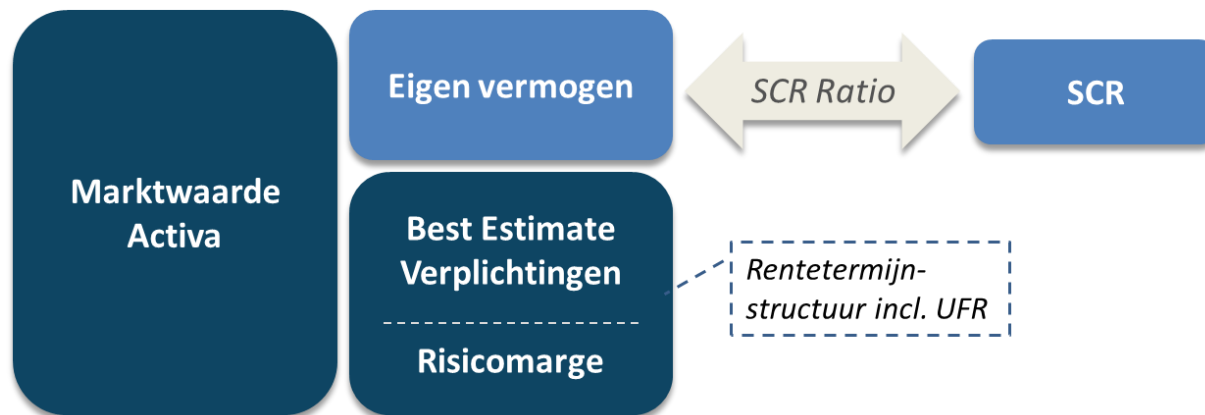 Marktwaarde
Activa
Eigen vermogen
SCR Ratio
SCR
Best Estimate
Verplichtingen
Risicomarge
Rentetermijn-
structuur incl. UFR